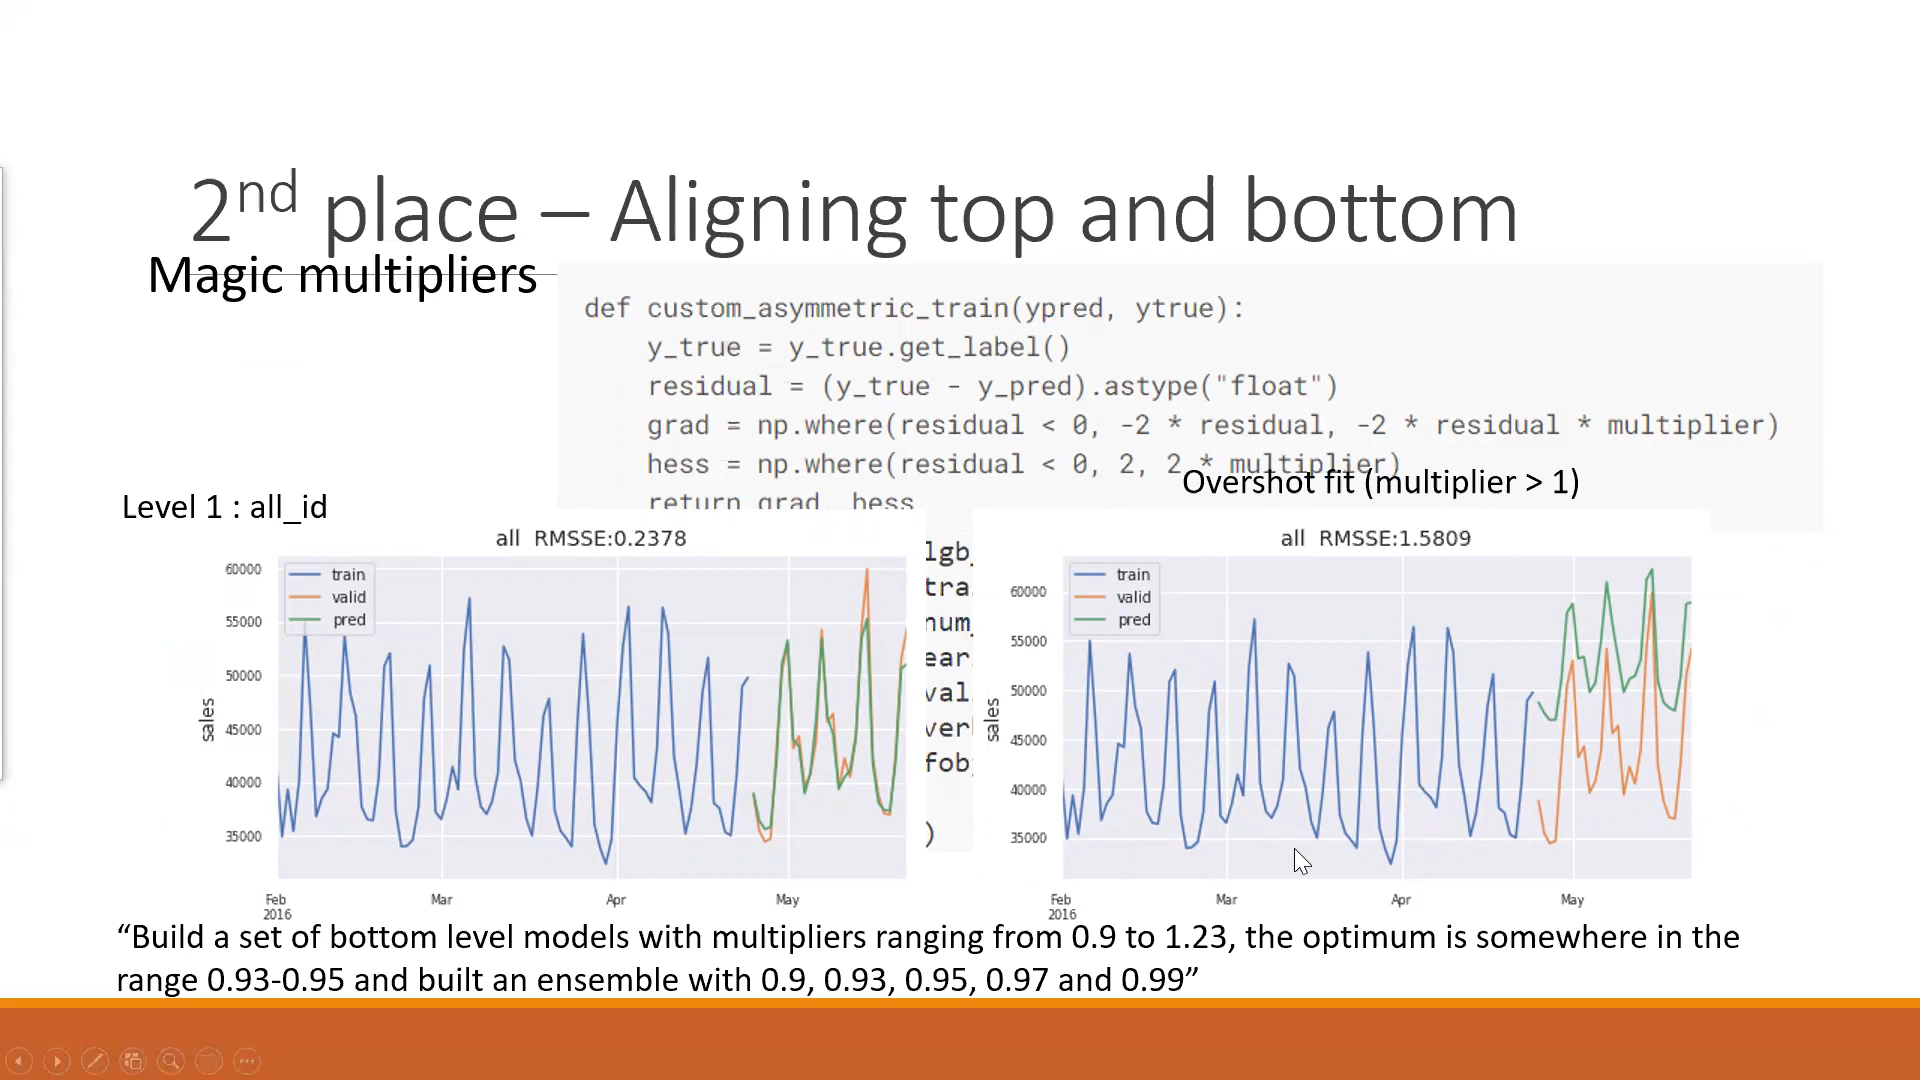 2nd place – Aligning top and bottom
Magic multipliers
def custom_asymmetric_train(ypred, ytrue):
y_true = y_true.get_label()
residual = (y_true - y_pred).astype("float")
grad = np.where(residual < 0, -2 * residual, -2 * residual * multiplier)
hess = np.where(residual < 0, 2, 2 * multiplier)
return grad, hess
Overshot fit (multiplier > 1)
Level 1 : all_id
all RMSSE:0.2378
train
valid
pred
60000
55000
50000
45000
40000
35000
sales
Feb
2016
Mar
Apr
May
lgb
tra
num_
ear
val
ver
fob
)
all RMSSE:1.5809
train
valid
pred
60000
55000
50000
45000
40000
35000
sales
Feb
2016
Mar
Apr
May
“Build a set of bottom level models with multipliers ranging from 0.9 to 1.23, the optimum is somewhere in the
range 0.93-0.95 and built an ensemble with 0.9, 0.93, 0.95, 0.97 and 0.99”